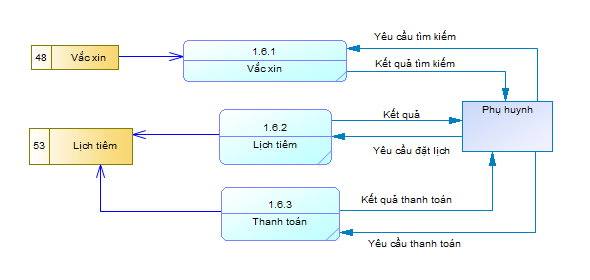 Yêu cầu tìm kiếm
1.6.1
48 Vắc xin
Vắc xin
Kết quả tìm kiếm
Kết quả
Phụ huynh
1.6.2
53 Lịch tiêm
Lịch tiêm
Yêu cầu đặt lịch
1.6.3
Kết quả thanh toán
Thanh toán
Yêu cầu thanh toán